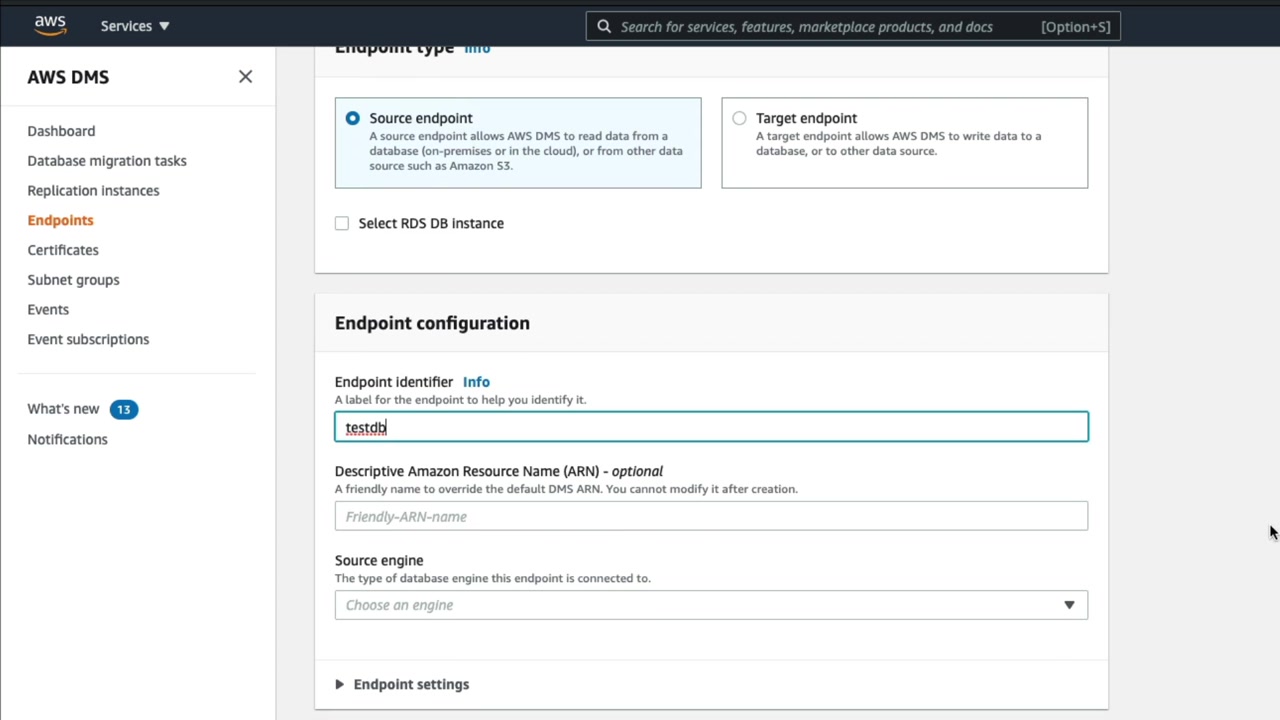 aws
Services ▼
Search for services, features, marketplace products, and docs
[Option+S]
AWS DMS
Dashboard
Database migration tasks
Replication instances
Endpoints
Certificates
Subnet groups
Events
Event subscriptions
What's new 13
Notifications
Endpoint type Info
Source endpoint
A source endpoint allows AWS DMS to read data from a
database (on-premises or in the cloud), or from other data
source such as Amazon S3.
Target endpoint
A target endpoint allows AWS DMS to write data to a
database, or to other data source.
Select RDS DB instance
Endpoint configuration
Endpoint identifier Info
A label for the endpoint to help you identify it.
testdb
Descriptive Amazon Resource Name (ARN) - optional
A friendly name to override the default DMS ARN. You cannot modify it after creation.
Friendly-ARN-name
Source engine
The type of database engine this endpoint is connected to.
Choose an engine
Endpoint settings